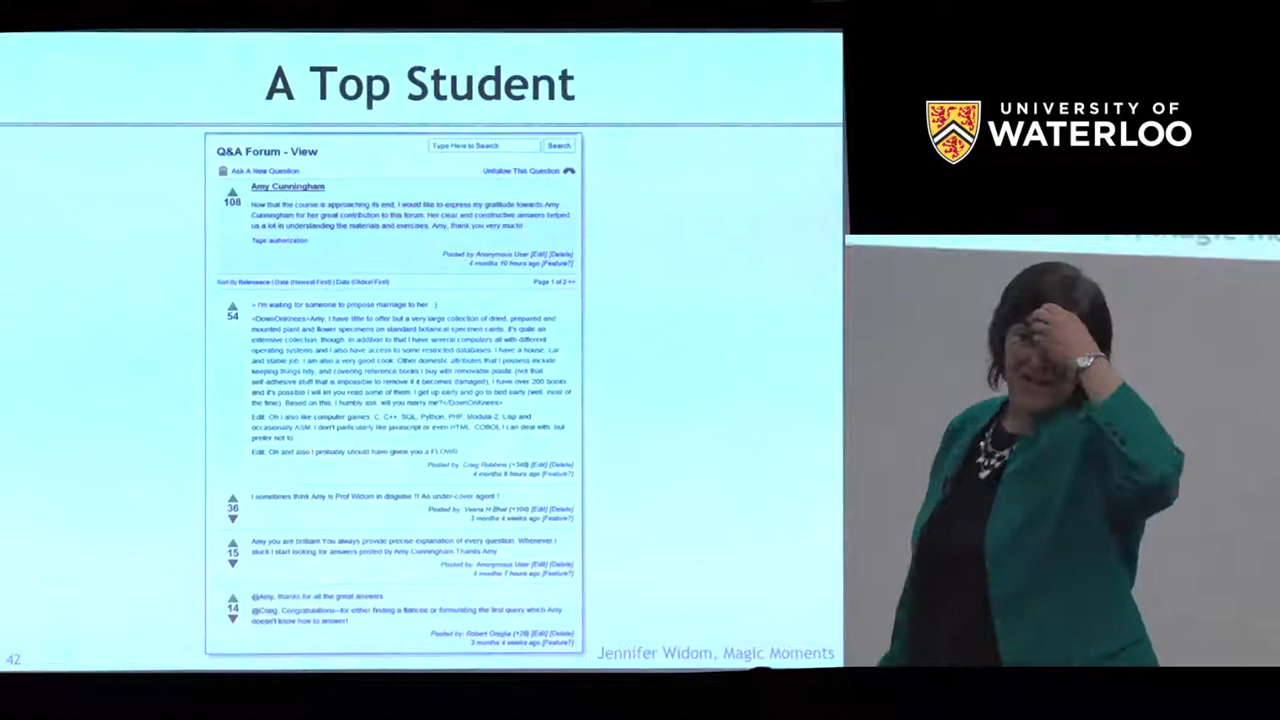 A Top Student
Q&A Forum - View
Type Here to Search
Search
Ask A New Question
Unfollow This Question
108
Amy Cunningham
Now that the course is approaching its end, I would like to express my gratitude towards Amy
Cunningham for her great contribution to this forum. Her clear and constructive answers helped
us a lot in understanding the materials and exercises. Amy, thank you very much!
Tags: authorization
Posted by Anonymous User [Edit] [Delete]
4 months 10 hours ago [Feature?]
Sort By Relevance | Date (Newest First) | Date (Oldest First)
Page 1 of 2 >>
54
> I'm waiting for someone to propose marriage to her :)
<DownOnKnees>Amy, I have little to offer but a very large collection of dried, prepared and
mounted plant and flower specimens on standard botanical specimen cards, it's quite an
extensive collection though. In addition to that I have several computers all with different
operating systems and I also have access to some restricted databases. I have a house, car
and stable job. I am also a very good cook. Other domestic attributes that I possess include
keeping things tidy, and covering reference books I buy with removable plastic (not that
self-adhesive stuff that is impossible to remove if it becomes damaged), I have over 200 books
and it's possible I will let you read some of them. I get up early and go to bed early (well, most of
the time). Based on this, I humbly ask will you marry me?</DownOnKnees>
Edit: Oh I also like computer games. C, C++, SQL, Python, PHP, Modula-2, Lisp and
occasionally ASM. I don't particularly like javascript or even HTML. COBOL I can deal with, but
prefer not to.
Edit: Oh and also I probably should have given you a FLOWR
Posted by: Craig (+348) [Edit] [Delete]
4 months 8 hours ago [Feature?]
36
I sometimes think Amy is Prof Widom in disguise !! An under-cover agent !
Posted by: Veena H Bhat (+104) [Edit] [Delete]
3 months 4 weeks ago [Feature?]
15
Amy you are brilliant.You always provide precise explanation of every question. Whenever i
stuck I start looking for answers posted by Amy Cunningham.Thanks Amy
Posted by: Anonymous User [Edit] [Delete]
4 months 7 hours ago [Feature?]
14
@Amy, thanks for all the great answers
@Craig, Congratulations--for either finding a fiancee or formulating the first query which Amy
doesn't know how to answer!
Posted by: Robert (+28) [Edit] [Delete]
3 months 4 weeks ago [Feature?]
42
Jennifer Widom, Magic Moments
UNIVERSITY OF
WATERLOO